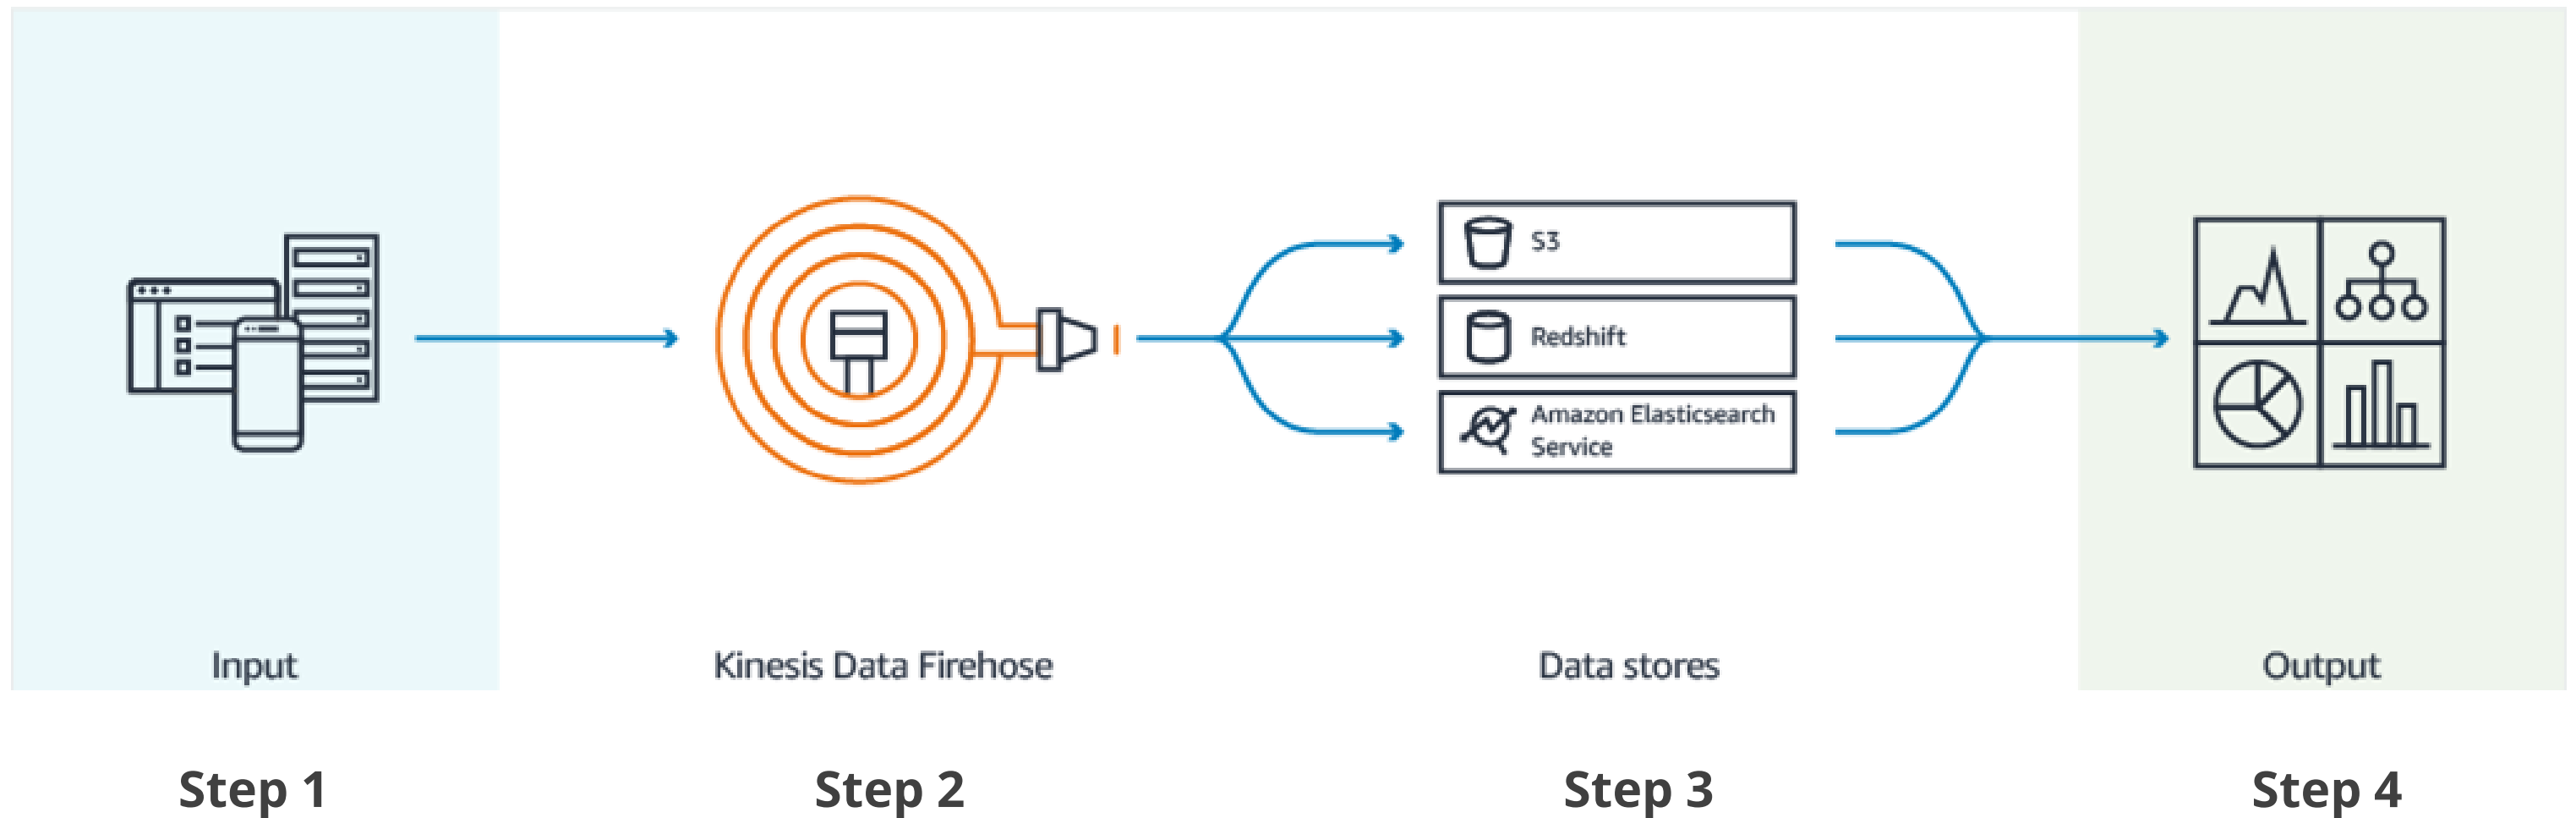 S3
Redshift
Amazon Elasticsearch
Service
Input
Kinesis Data Firehose
Data stores
Output
Step 1
Step 2
Step 3
Step 4